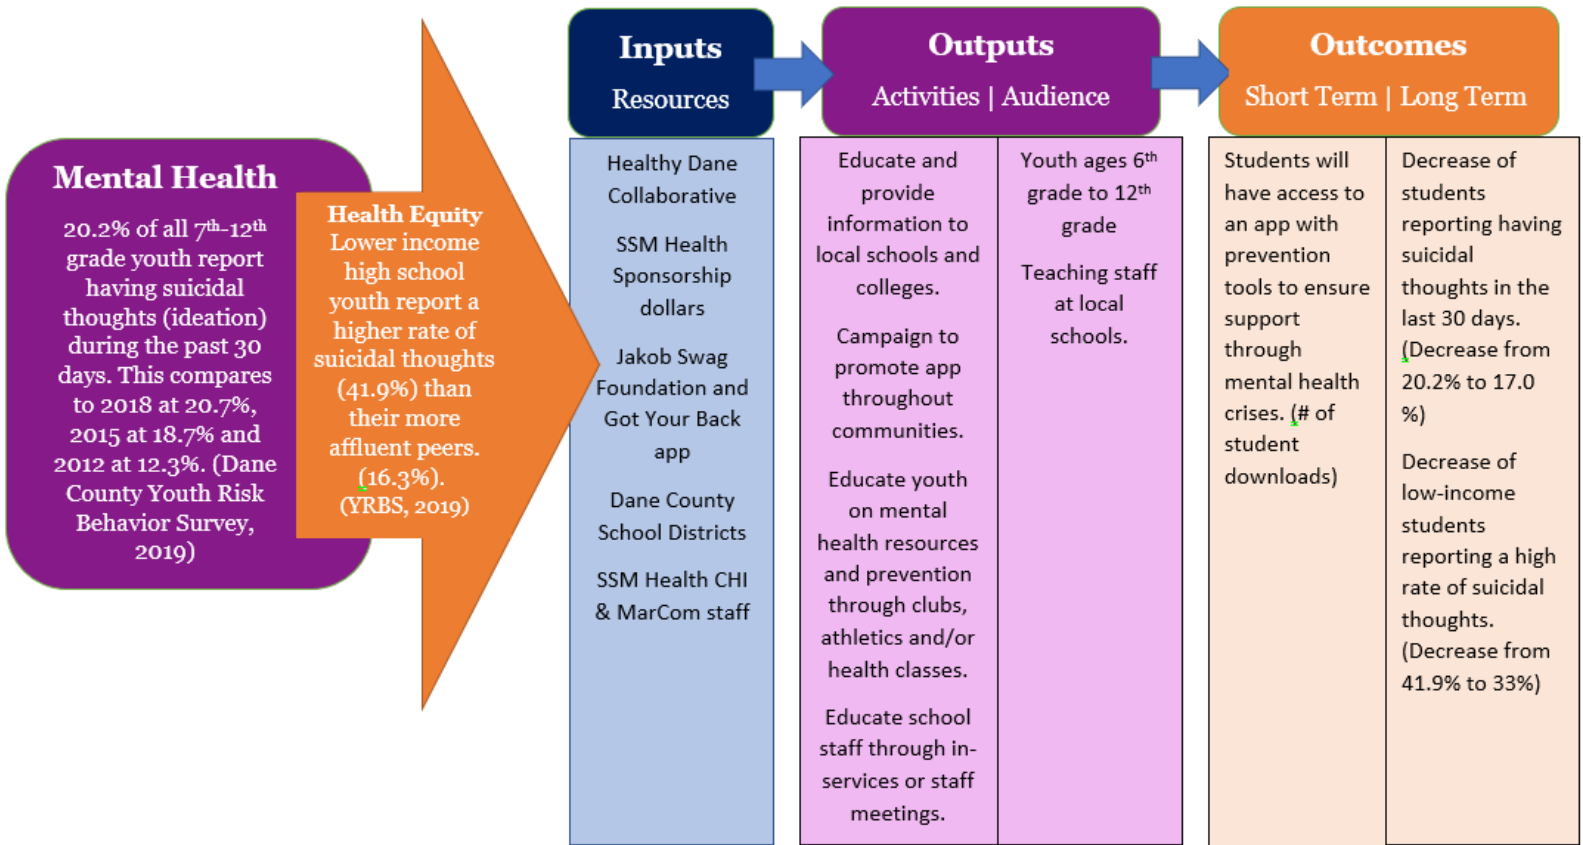 Mental Health
20.2% of all 7th-12th
grade youth report
having suicidal
thoughts (ideation)
during the past 30
days. This compares
to 2018 at 20.7%,
2015 at 18.7% and
2012 at 12.3%. (Dane
County Youth Risk
Behavior Survey,
2019)
Health Equity
Lower income
high school
youth report a
higher rate of
suicidal thoughts
(41.9%) than
their more
affluent peers.
(16.3%).
(YRBS, 2019)
Inputs
Resources
Healthy Dane
Collaborative
SSM Health
Sponsorship
dollars
Jakob Swag
Foundation and
Got Your Back
app
Dane County
School Districts
SSM Health CHI
& MarCom staff
Outputs
Activities | Audience
Educate and
provide
information to
local schools and
colleges.
Campaign to
promote app
throughout
communities.
Educate youth
on mental
health resources
and prevention
through clubs,
athletics and/or
health classes.
Educate school
staff through in-
services or staff
meetings.
Youth ages 6th
grade to 12th
grade
Teaching staff
at local
schools.
Outcomes
Short Term | Long Term
Students will
have access to
an app with
prevention
tools to ensure
support
through
mental health
crises. (# of
student
downloads)
Decrease of
students
reporting having
suicidal
thoughts in the
last 30 days.
(Decrease from
20.2% to 17.0
%)
Decrease of
low-income
students
reporting a high
rate of suicidal
thoughts.
(Decrease from
41.9% to 33%)